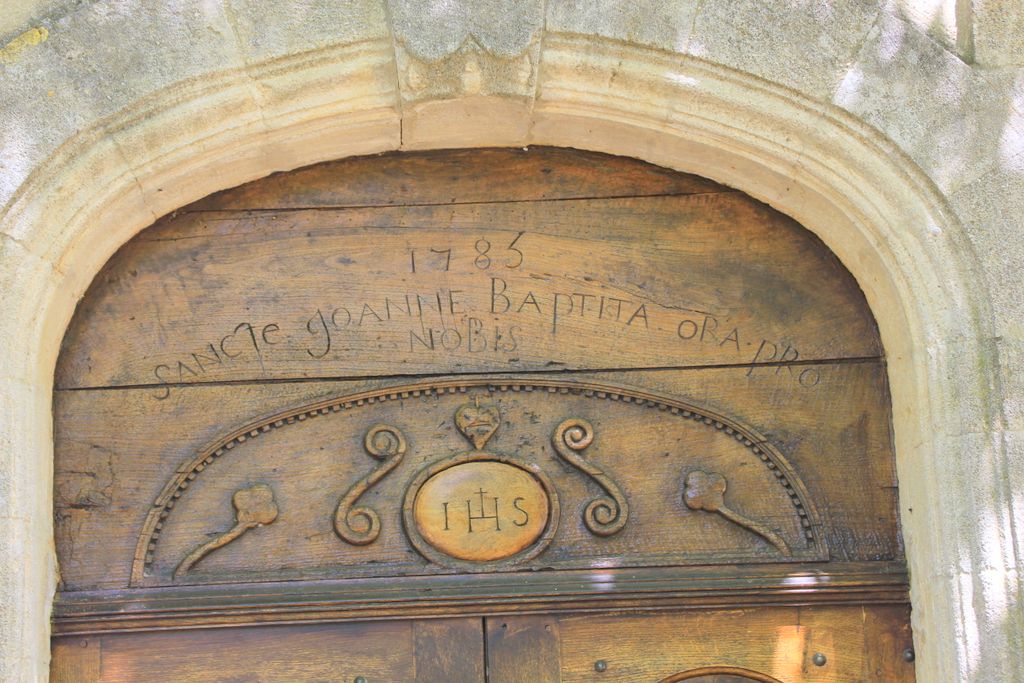 1785
SANCTE JOANNE BAPTITA ORA PRO
NOBIS
IHS